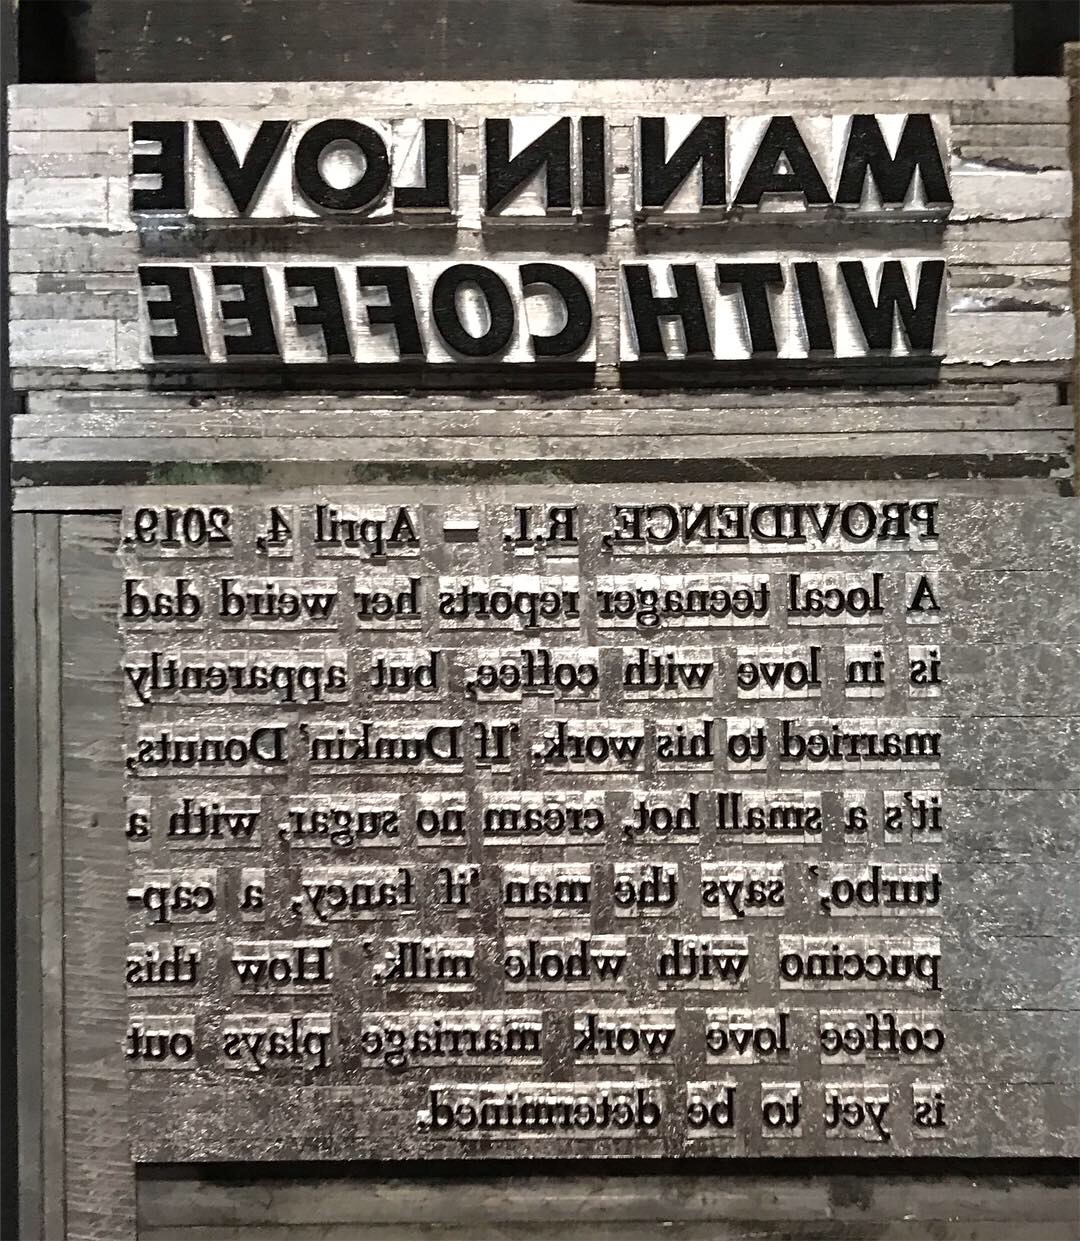 MAN IN LOVE
WITH COFFEE
PROVIDENCE, R.I. – April 4, 2019.
A local teenager reports her weird dad
is in love with coffee, but apparently
married to his work. 'If Dunkin' Donuts,
it's a small hot, cream no sugar, with a
turbo,' says the man 'if fancy, a cap-
puccino with whole milk.' How this
coffee love work marriage plays out
is yet to be determined.